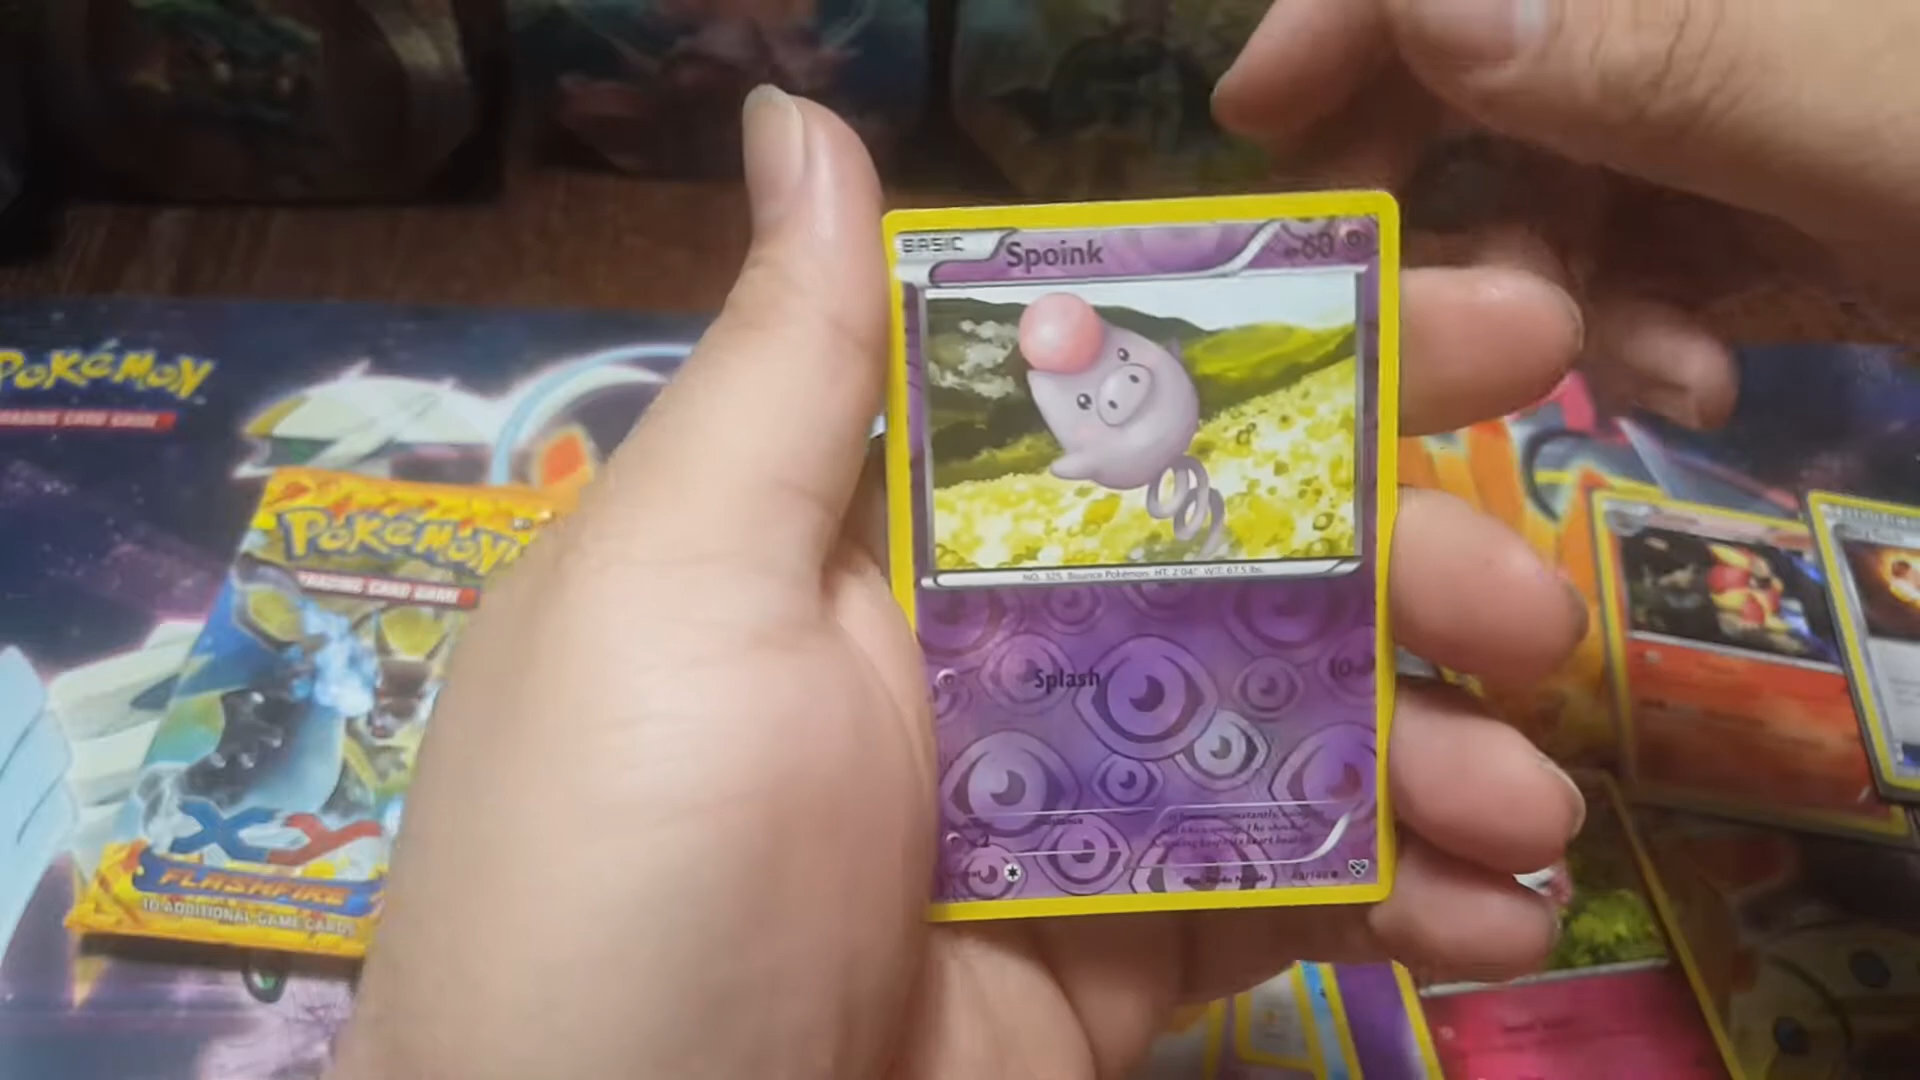 POKéMON
TRADING CARD GAME
POKéMON
TRADING CARD GAME
XY
FLASHFIRE
10 ADDITIONAL GAME CARDS
BASIC
Spoink
60
NO. 325 Bounce Pokémon HT: 2'04" WT: 67.5 lbs.
Splash 10
x2